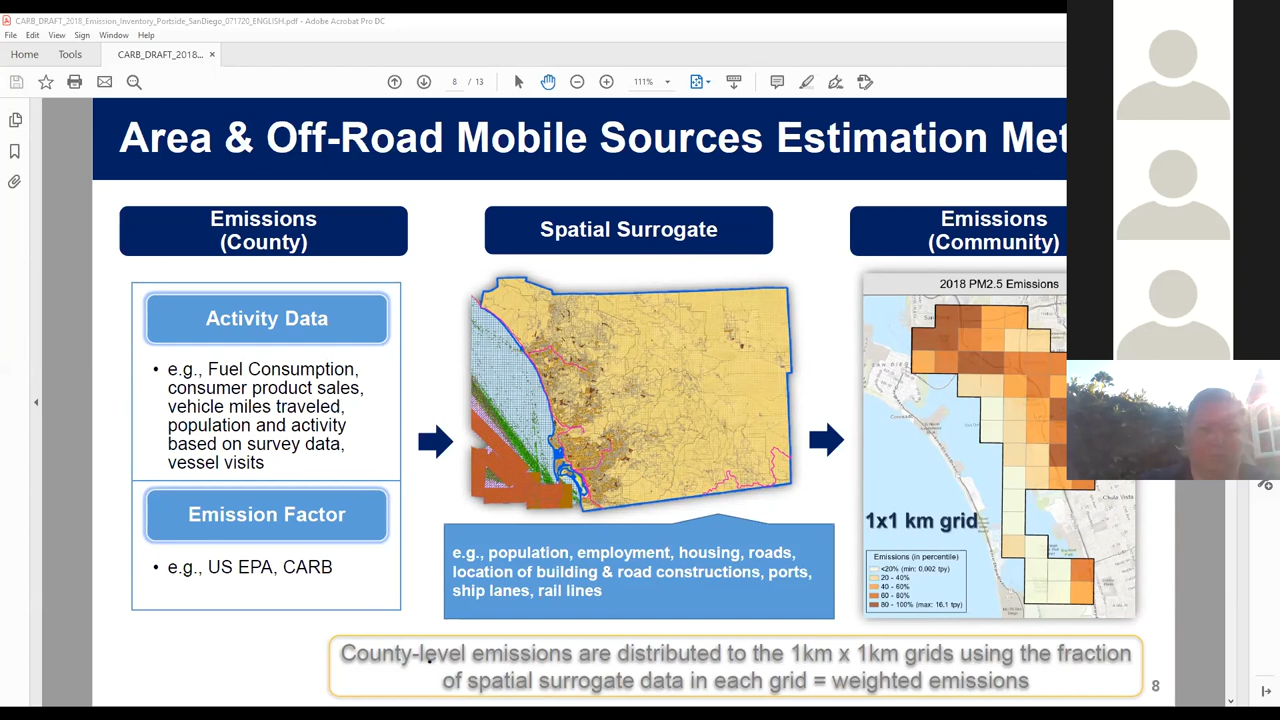 CARB_DRAFT_2018_Emission_Inventory_Portside_SanDiego_071720_ENGLISH.pdf - Adobe Acrobat Pro DC
File Edit View Sign Window Help
Home Tools CARB_DRAFT_2018... ×
8 / 13 111%
Area & Off-Road Mobile Sources Estimation Met
Emissions
(County)
Spatial Surrogate
Emissions
(Community)
Activity Data
• e.g., Fuel Consumption,
consumer product sales,
vehicle miles traveled,
population and activity
based on survey data,
vessel visits
Emission Factor
• e.g., US EPA, CARB
e.g., population, employment, housing, roads,
location of building & road constructions, ports,
ship lanes, rail lines
2018 PM2.5 Emissions
Coronado
Chula Vista
1x1 km grid
Emissions (in percentile)
<20% (min: 0.002 tpy)
20 - 40%
40 - 60%
60 - 80%
80 - 100% (max: 16.1 tpy)
County-level emissions are distributed to the 1km x 1km grids using the fraction
of spatial surrogate data in each grid = weighted emissions
8